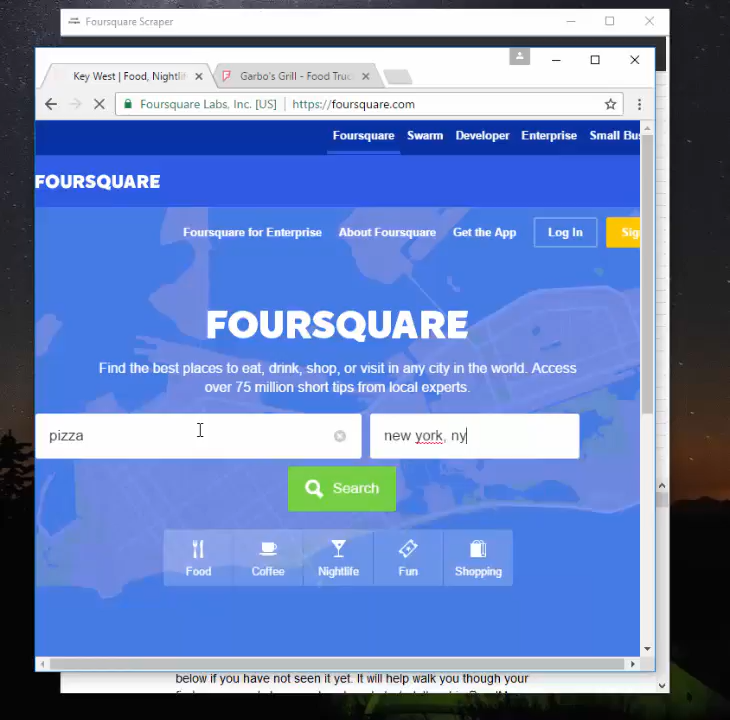 Foursquare Scraper
Key West | Food, Nightli
Garbo's Grill - Food Truc
Foursquare Labs, Inc. [US] | https://foursquare.com
Foursquare Swarm Developer Enterprise Small Bus
FOURSQUARE
Foursquare for Enterprise About Foursquare Get the App Log In Sig
FOURSQUARE
Find the best places to eat, drink, shop, or visit in any city in the world. Access
over 75 million short tips from local experts.
pizza new york, ny
Search
Food Coffee Nightlife Fun Shopping
below if you have not seen it yet. It will help walk you though your